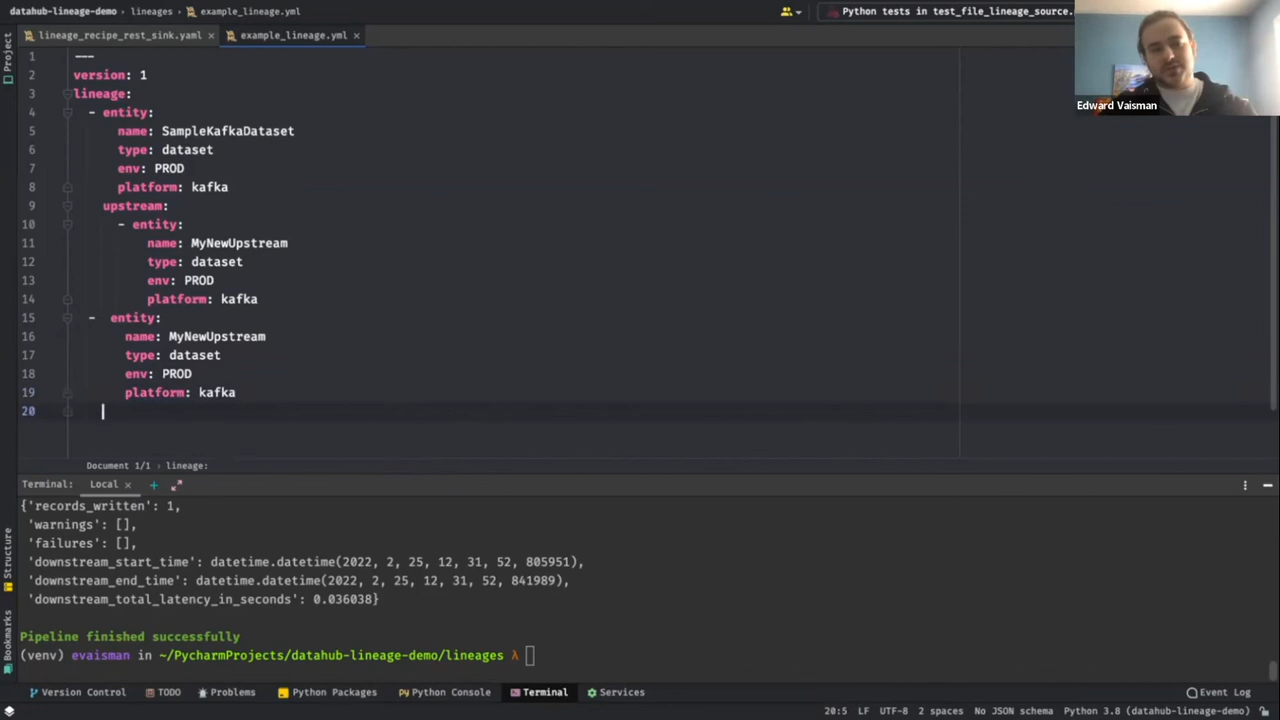 datahub-lineage-demo lineages example_lineage.yml Python tests in test_file_lineage_source.
Project
lineage_recipe_rest_sink.yaml example_lineage.yml
Edward Vaisman
1 ---
2 version: 1
3 lineage:
4 - entity:
5 name: SampleKafkaDataset
6 type: dataset
7 env: PROD
8 platform: kafka
9 upstream:
10 - entity:
11 name: MyNewUpstream
12 type: dataset
13 env: PROD
14 platform: kafka
15 - entity:
16 name: MyNewUpstream
17 type: dataset
18 env: PROD
19 platform: kafka
20
Document 1/1 lineage:
Terminal: Local
{'records_written': 1,
'warnings': [],
'failures': [],
'downstream_start_time': datetime.datetime(2022, 2, 25, 12, 31, 52, 805951),
'downstream_end_time': datetime.datetime(2022, 2, 25, 12, 31, 52, 841989),
'downstream_total_latency_in_seconds': 0.036038}
Pipeline finished successfully
(venv) evaisman in ~/PycharmProjects/datahub-lineage-demo/lineages λ
Structure
Bookmarks
Version Control TODO Problems Python Packages Python Console Terminal Services Event Log
20:5 LF UTF-8 2 spaces No JSON schema Python 3.8 (datahub-lineage-demo)